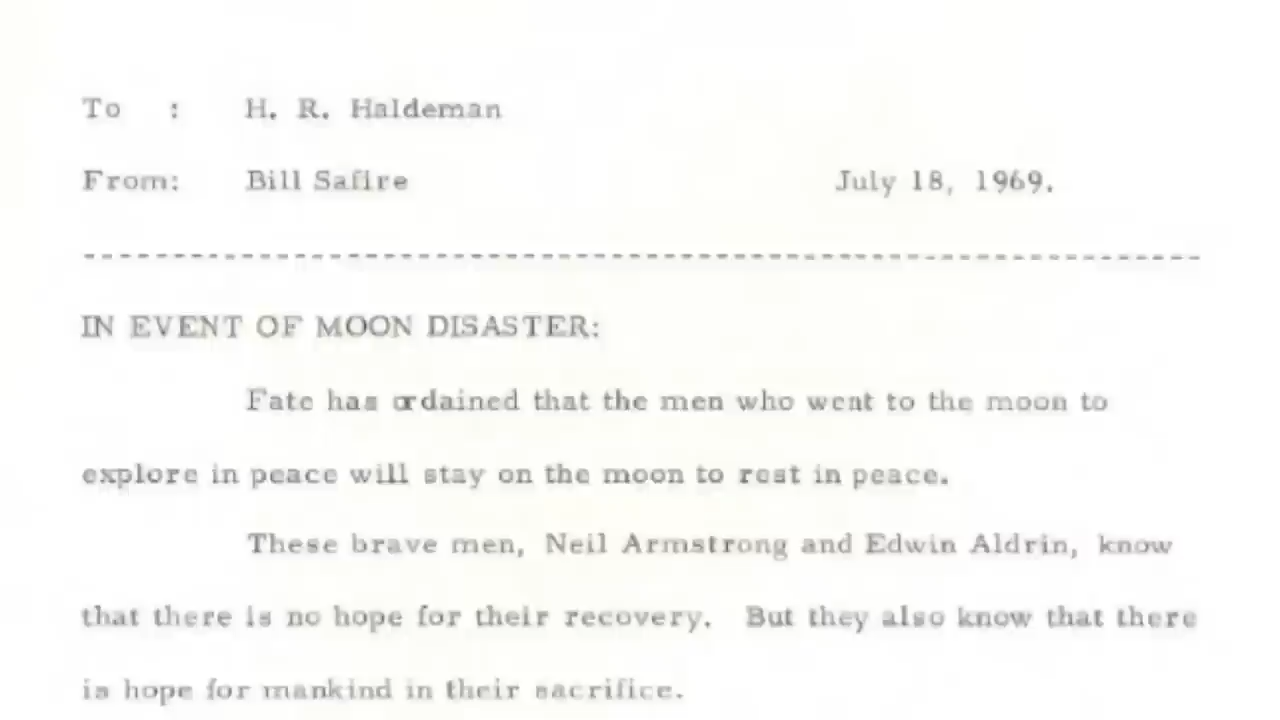 To : H. R. Haldeman
From: Bill Safire July 18, 1969.
IN EVENT OF MOON DISASTER:
Fate has ordained that the men who went to the moon to
explore in peace will stay on the moon to rest in peace.
These brave men, Neil Armstrong and Edwin Aldrin, know
that there is no hope for their recovery. But they also know that there
is hope for mankind in their sacrifice.